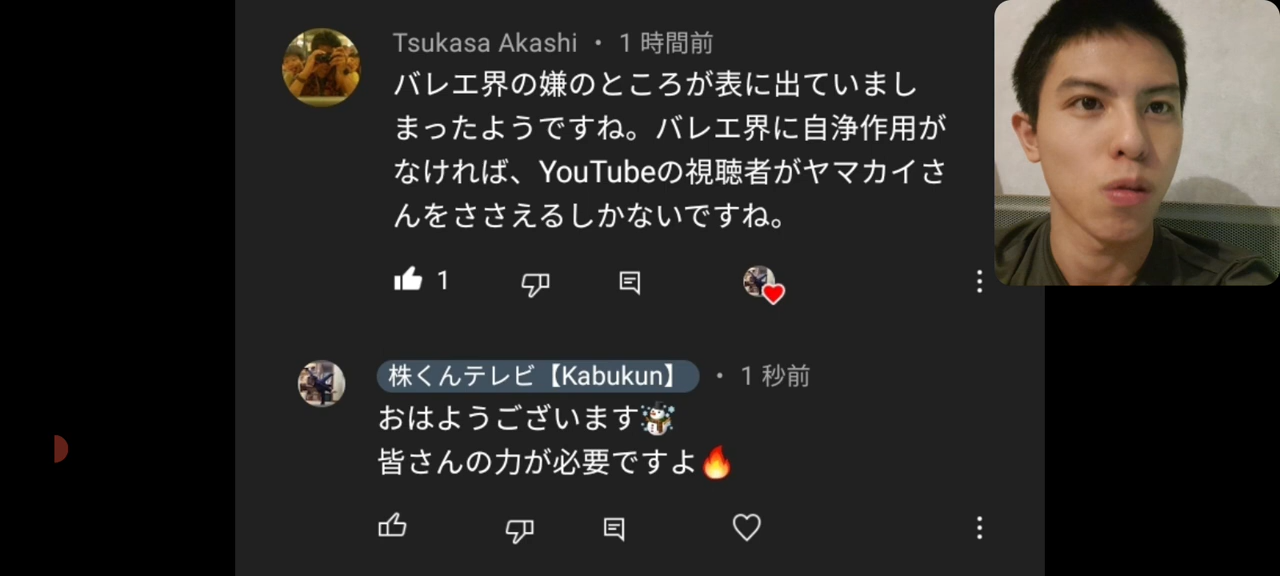 Tsukasa Akashi ・ 1 時間前
バレエ界の嫌のところが表に出ていまし
まったようですね。バレエ界に自浄作用が
なければ、YouTubeの視聴者がヤマカイさ
んをささえるしかないですね。
1
株くんテレビ【Kabukun】 ・ 1 秒前
おはようございます☃️
皆さんの力が必要ですよ🔥